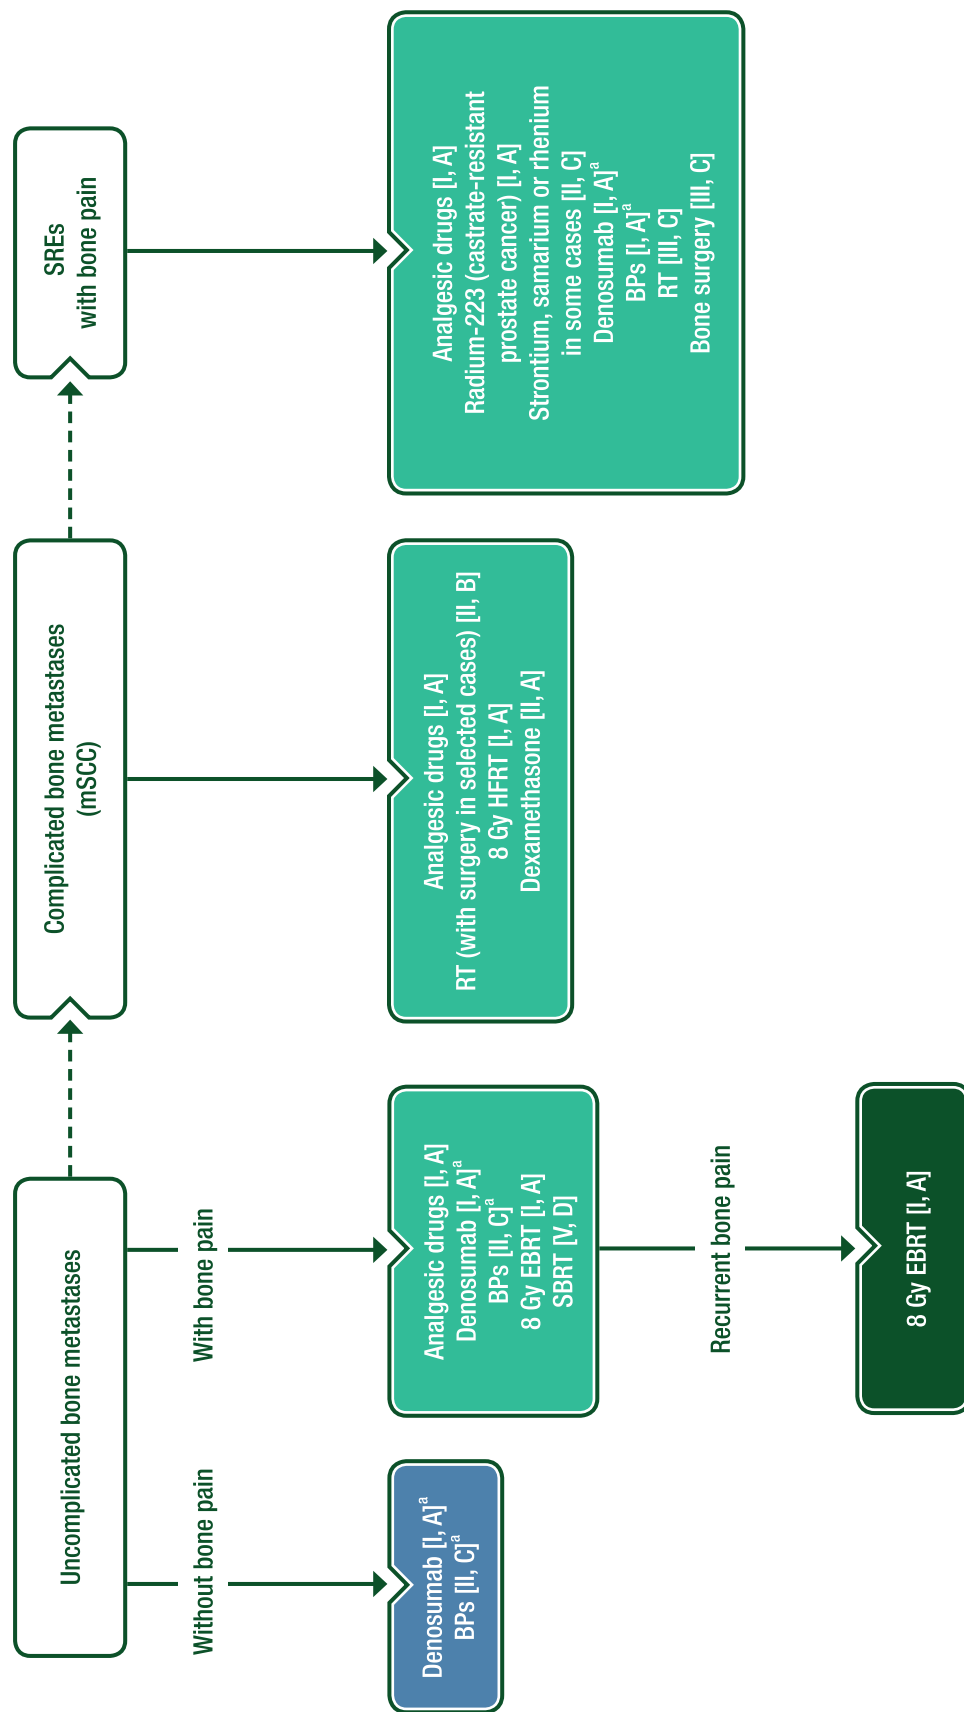 Uncomplicated bone metastases
Without bone pain
Denosumab [I, A]ᵃ
BPs [II, C]ᵃ
With bone pain
Analgesic drugs [I, A]
Denosumab [I, A]ᵃ
BPs [II, C]ᵃ
8 Gy EBRT [I, A]
SBRT [V, D]
Recurrent bone pain
8 Gy EBRT [I, A]
Complicated bone metastases
(mSCC)
Analgesic drugs [I, A]
RT (with surgery in selected cases) [II, B]
8 Gy HFRT [I, A]
Dexamethasone [II, A]
SREs
with bone pain
Analgesic drugs [I, A]
Radium-223 (castrate-resistant
prostate cancer) [I, A]
Strontium, samarium or rhenium
in some cases [II, C]
Denosumab [I, A]ᵃ
BPs [I, A]ᵃ
RT [III, C]
Bone surgery [III, C]